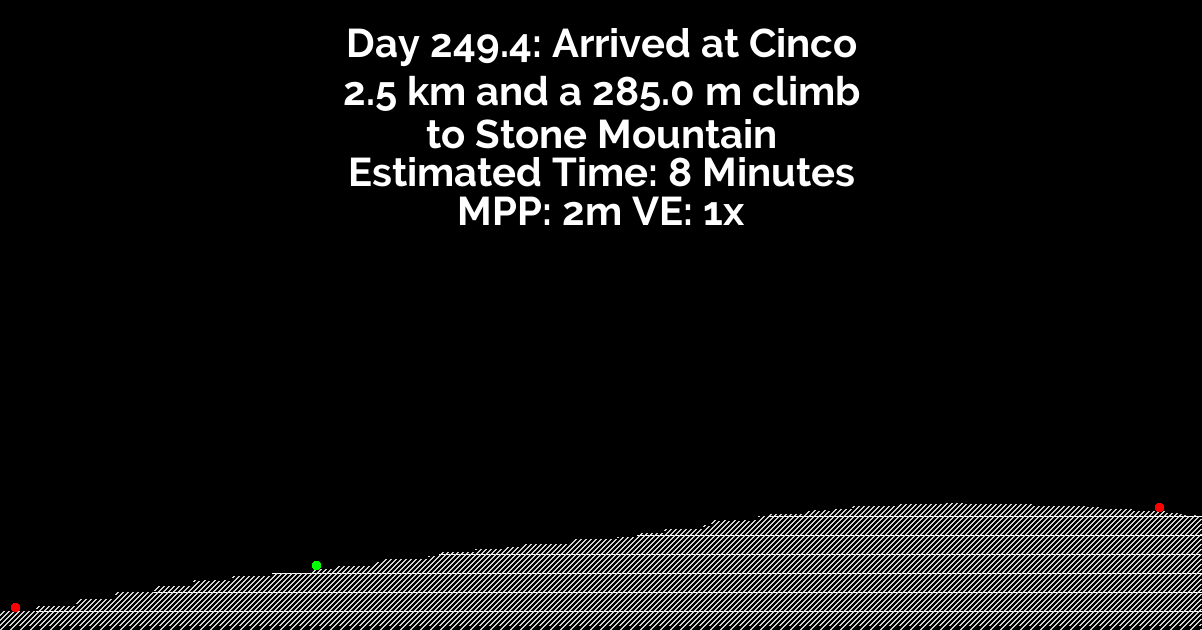 Day 249.4: Arrived at Cinco
2.5 km and a 285.0 m climb
to Stone Mountain
Estimated Time: 8 Minutes
MPP: 2m VE: 1x